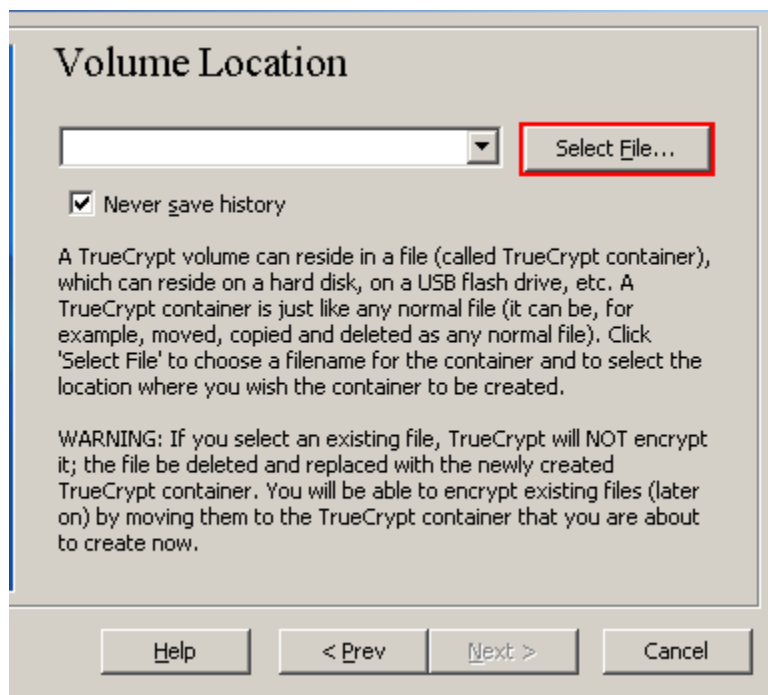 Volume Location
Select File...
Never save history
A TrueCrypt volume can reside in a file (called TrueCrypt container),
which can reside on a hard disk, on a USB flash drive, etc. A
TrueCrypt container is just like any normal file (it can be, for
example, moved, copied and deleted as any normal file). Click
'Select File' to choose a filename for the container and to select the
location where you wish the container to be created.
WARNING: If you select an existing file, TrueCrypt will NOT encrypt
it; the file be deleted and replaced with the newly created
TrueCrypt container. You will be able to encrypt existing files (later
on) by moving them to the TrueCrypt container that you are about
to create now.
Help
< Prev
Next >
Cancel